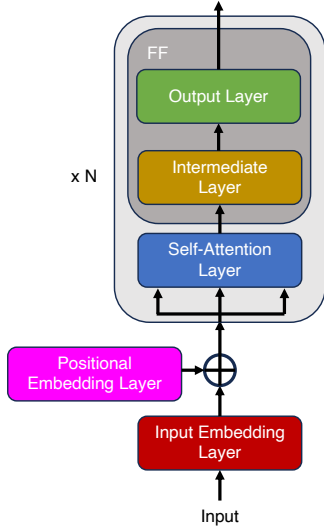 FF
Output Layer
x N
Intermediate
Layer
Self-Attention
Layer
Positional
Embedding Layer
Input Embedding
Layer
Input